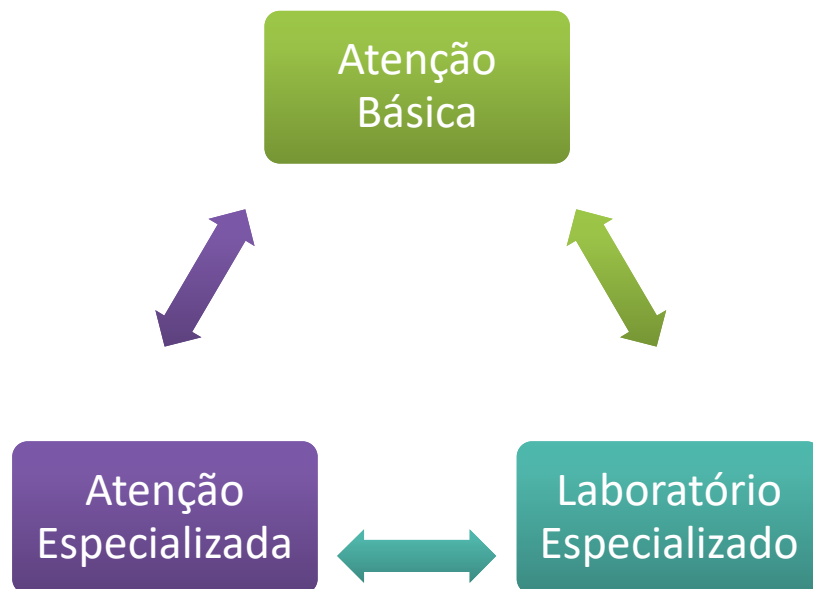 Atenção
Básica
Atenção
Especializada
Laboratório
Especializado